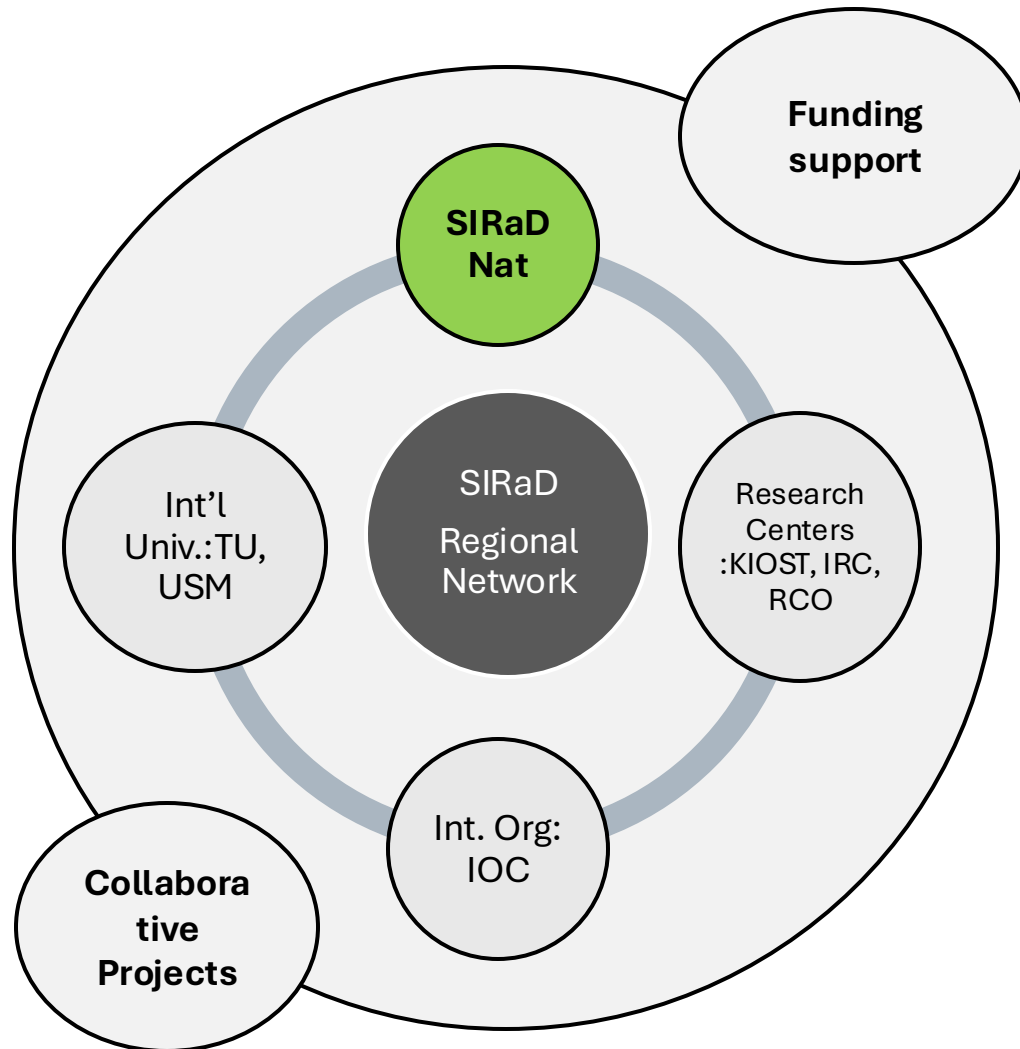 Funding
support
SIRaD
Nat
Int’l
Univ.:TU,
USM
SIRaD
Regional
Network
Research
Centers
:KIOST, IRC,
RCO
Int. Org:
IOC
Collabora
tive
Projects